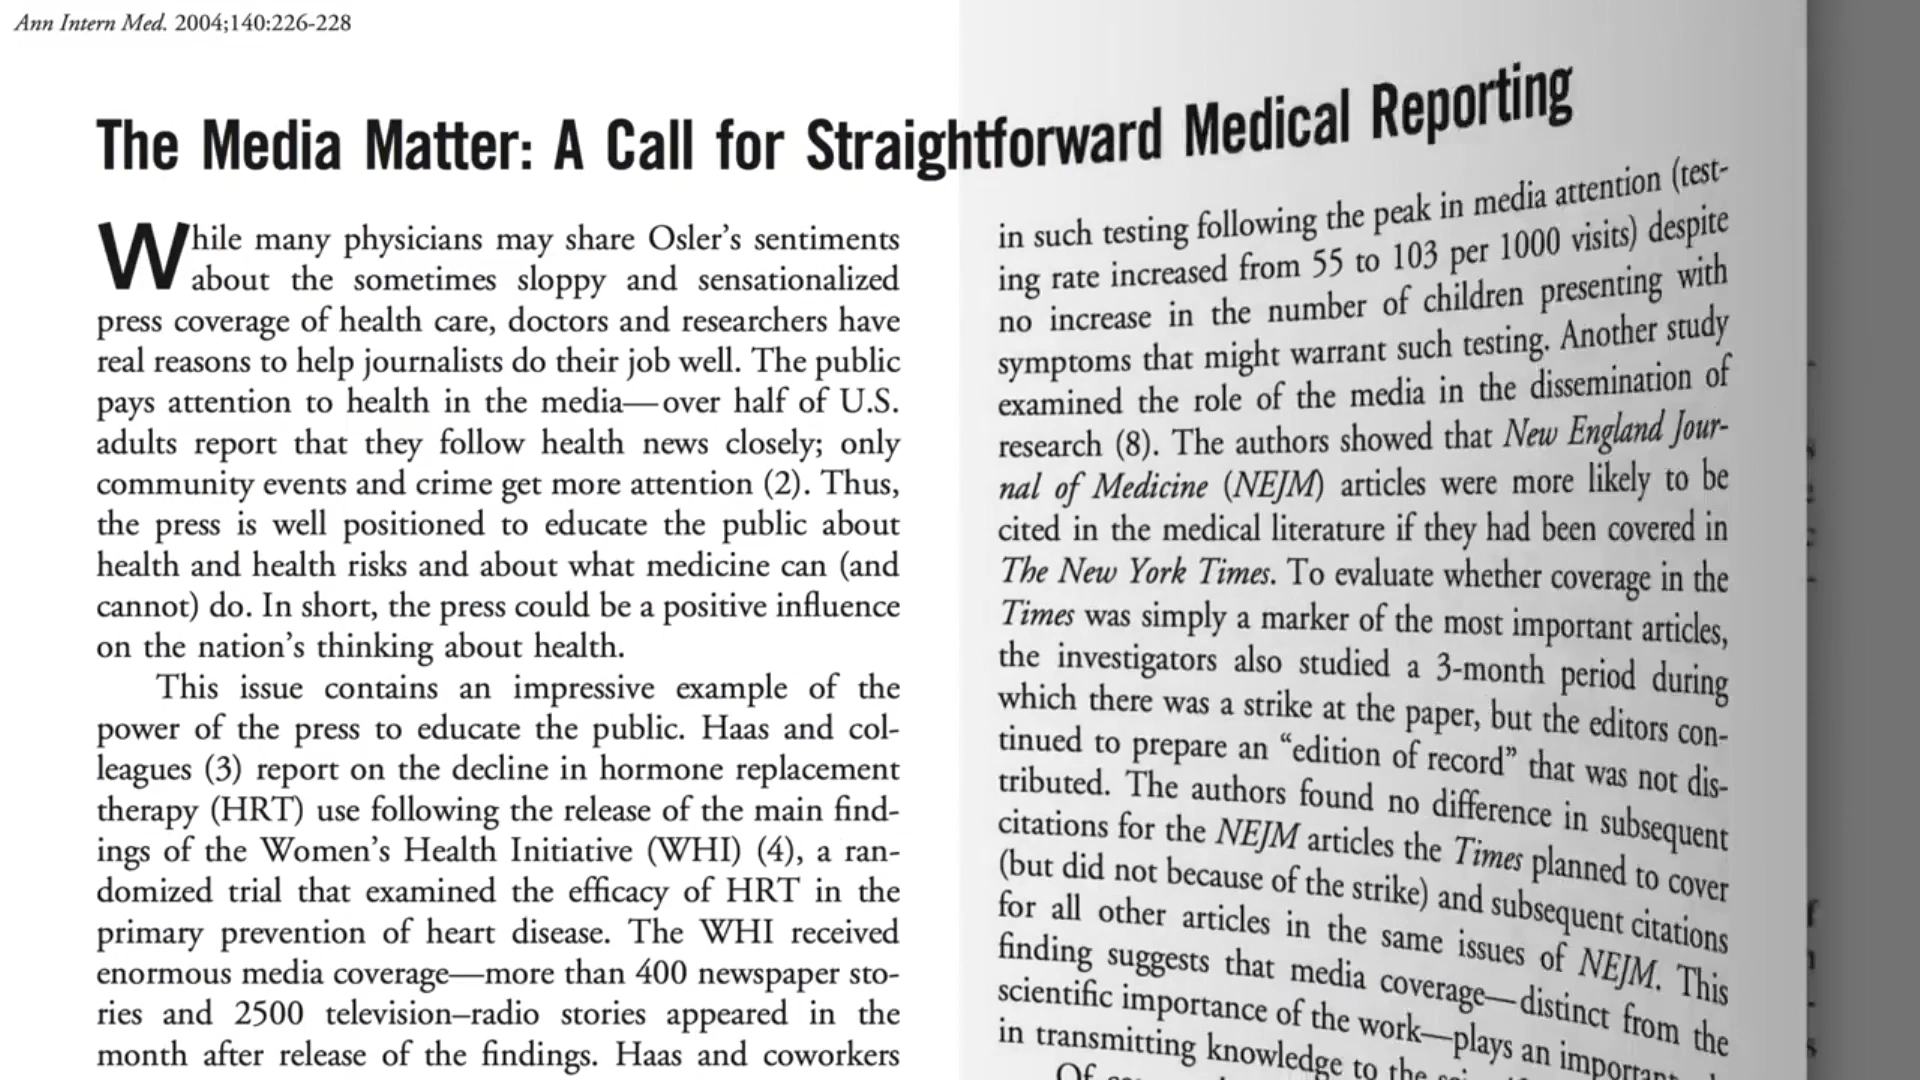 Ann Intern Med. 2004;140:226-228
The Media Matter: A Call for Straightforward Medical Reporting
While many physicians may share Osler's sentiments
about the sometimes sloppy and sensationalized
press coverage of health care, doctors and researchers have
real reasons to help journalists do their job well. The public
pays attention to health in the media—over half of U.S.
adults report that they follow health news closely; only
community events and crime get more attention (2). Thus,
the press is well positioned to educate the public about
health and health risks and about what medicine can (and
cannot) do. In short, the press could be a positive influence
on the nation's thinking about health.
This issue contains an impressive example of the
power of the press to educate the public. Haas and col-
leagues (3) report on the decline in hormone replacement
therapy (HRT) use following the release of the main find-
ings of the Women's Health Initiative (WHI) (4), a ran-
domized trial that examined the efficacy of HRT in the
primary prevention of heart disease. The WHI received
enormous media coverage—more than 400 newspaper sto-
ries and 2500 television–radio stories appeared in the
month after release of the findings. Haas and coworkers
in such testing following the peak in media attention (test-
ing rate increased from 55 to 103 per 1000 visits) despite
no increase in the number of children presenting with
symptoms that might warrant such testing. Another study
examined the role of the media in the dissemination of
research (8). The authors showed that New England Jour-
nal of Medicine (NEJM) articles were more likely to be
cited in the medical literature if they had been covered in
The New York Times. To evaluate whether coverage in the
Times was simply a marker of the most important articles,
the investigators also studied a 3-month period during
which there was a strike at the paper, but the editors con-
tinued to prepare an “edition of record” that was not dis-
tributed. The authors found no difference in subsequent
citations for the NEJM articles the Times planned to cover
(but did not because of the strike) and subsequent citations
for all other articles in the same issues of NEJM. This
finding suggests that media coverage—distinct from the
scientific importance of the work—plays an
in transmitting knowledge to the
Of